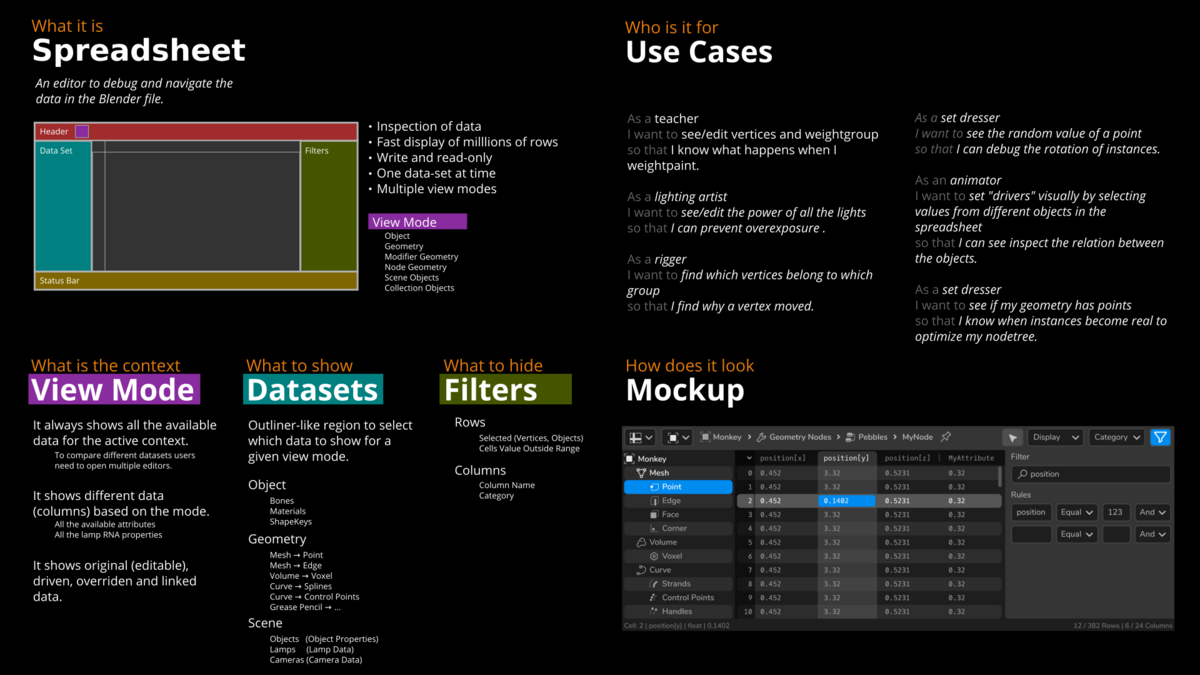 What it is
Spreadsheet
An editor to debug and navigate the
data in the Blender file.
Header
Data Set
Filters
Status Bar
• Inspection of data
• Fast display of milllions of rows
• Write and read-only
• One data-set at time
• Multiple view modes
View Mode
Object
Geometry
Modifier Geometry
Node Geometry
Scene Objects
Collection Objects
Who is it for
Use Cases
As a teacher
I want to see/edit vertices and weightgroup
so that I know what happens when I
weightpaint.
As a lighting artist
I want to see/edit the power of all the lights
so that I can prevent overexposure .
As a rigger
I want to find which vertices belong to which
group
so that I find why a vertex moved.
As a set dresser
I want to see the random value of a point
so that I can debug the rotation of instances.
As an animator
I want to set "drivers" visually by selecting
values from different objects in the
spreadsheet
so that I can see inspect the relation between
the objects.
As a set dresser
I want to see if my geometry has points
so that I know when instances become real to
optimize my nodetree.
What is the context
View Mode
It always shows all the available
data for the active context.
To compare different datasets users
need to open multiple editors.
It shows different data
(columns) based on the mode.
All the available attributes
All the lamp RNA properties
It shows original (editable),
driven, overriden and linked
data.
What to show
Datasets
Outliner-like region to select
which data to show for a
given view mode.
Object
Bones
Materials
ShapeKeys
Geometry
Mesh → Point
Mesh → Edge
Volume → Voxel
Curve → Splines
Curve → Control Points
Grease Pencil → ...
Scene
Objects (Object Properties)
Lamps (Lamp Data)
Cameras (Camera Data)
What to hide
Filters
Rows
Selected (Vertices, Objects)
Cells Value Outside Range
Columns
Column Name
Category
How does it look
Mockup
Monkey > Geometry Nodes > Pebbles > MyNode
Display
Category
Monkey
Mesh
Point
Edge
Face
Corner
Volume
Voxel
Curve
Strands
Control Points
Handles
position[x] position[y] position[z] MyAttribute
0 0.452 3.32 0.5231 0.32
1 0.452 3.32 0.5231 0.32
2 0.452 0.1402 0.5231 0.32
3 0.452 3.32 0.5231 0.32
4 0.452 3.32 0.5231 0.32
5 0.452 3.32 0.5231 0.32
6 0.452 3.32 0.5231 0.32
7 0.452 3.32 0.5231 0.32
8 0.452 3.32 0.5231 0.32
9 0.452 3.32 0.5231 0.32
10 0.452 3.32 0.5231 0.32
Filter
position
Rules
position Equal 123 And
Equal And
Cell: 2 | position[y] | float | 0.1402
12 / 382 Rows | 6 / 24 Columns